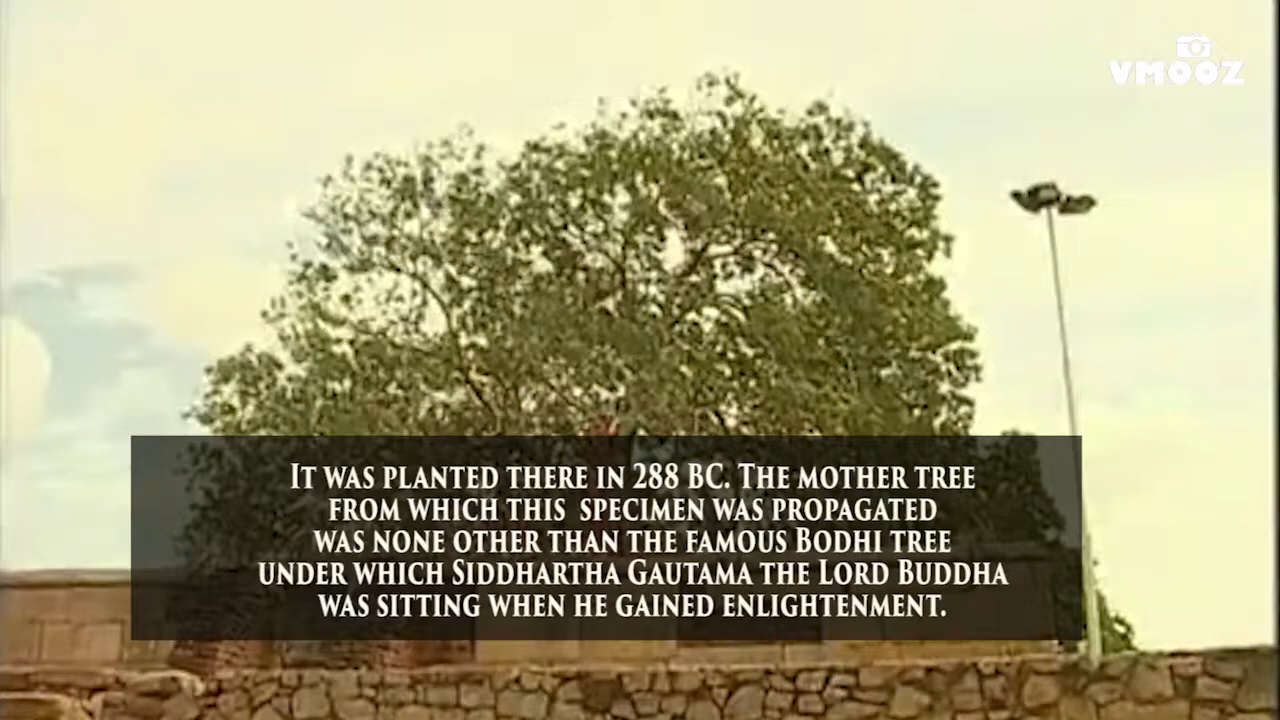 VMOOZ
It was planted there in 288 BC. The mother tree
from which this specimen was propagated
was none other than the famous Bodhi tree
under which Siddhartha Gautama the Lord Buddha
was sitting when he gained enlightenment.